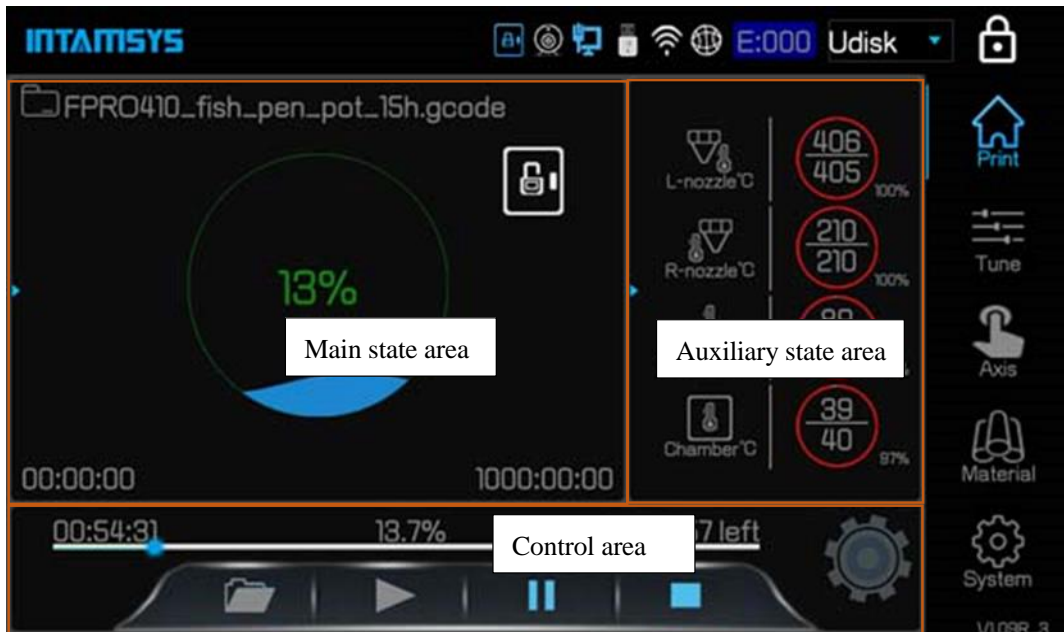 INTAMSYS
E:000 Udisk
FPRO410_fish_pen_pot_15h.gcode
13%
Main state area
00:00:00 1000:00:00
L-nozzle°C
406
405
100%
R-nozzle°C
210
210
100%
Auxiliary state area
Chamber°C
39
40
97%
00:54:31 13.7% left
Control area
Print
Tune
Axis
Material
System